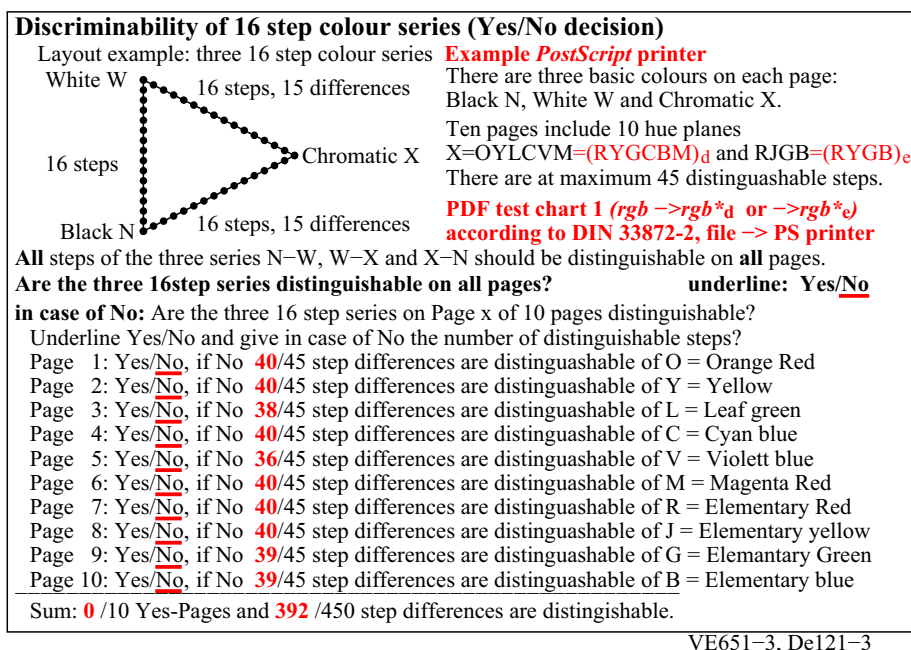 Discriminability of 16 step colour series (Yes/No decision)
Layout example: three 16 step colour series Example PostScript printer
White W
16 steps, 15 differences
There are three basic colours on each page:
Black N, White W and Chromatic X.
Ten pages include 10 hue planes
16 steps
Chromatic X
X=OYLCVM=(RYGCBM)d and RJGB=(RYGB)e
There are at maximum 45 distinguashable steps.
16 steps, 15 differences
PDF test chart 1 (rgb −>rgb*d or −>rgb*e)
Black N
according to DIN 33872-2, file −> PS printer
All steps of the three series N−W, W−X and X−N should be distinguishable on all pages.
Are the three 16step series distinguishable on all pages? underline: Yes/No
in case of No: Are the three 16 step series on Page x of 10 pages distinguishable?
Underline Yes/No and give in case of No the number of distinguishable steps?
Page 1: Yes/No, if No 40/45 step differences are distinguashable of O = Orange Red
Page 2: Yes/No, if No 40/45 step differences are distinguashable of Y = Yellow
Page 3: Yes/No, if No 38/45 step differences are distinguashable of L = Leaf green
Page 4: Yes/No, if No 40/45 step differences are distinguashable of C = Cyan blue
Page 5: Yes/No, if No 36/45 step differences are distinguashable of V = Violett blue
Page 6: Yes/No, if No 40/45 step differences are distinguashable of M = Magenta Red
Page 7: Yes/No, if No 40/45 step differences are distinguashable of R = Elementary Red
Page 8: Yes/No, if No 40/45 step differences are distinguashable of J = Elementary yellow
Page 9: Yes/No, if No 39/45 step differences are distinguashable of G = Elemantary Green
Page 10: Yes/No, if No 39/45 step differences are distinguashable of B = Elementary blue
Sum: 0 /10 Yes-Pages and 392 /450 step differences are distingishable.
VE651−3, De121−3